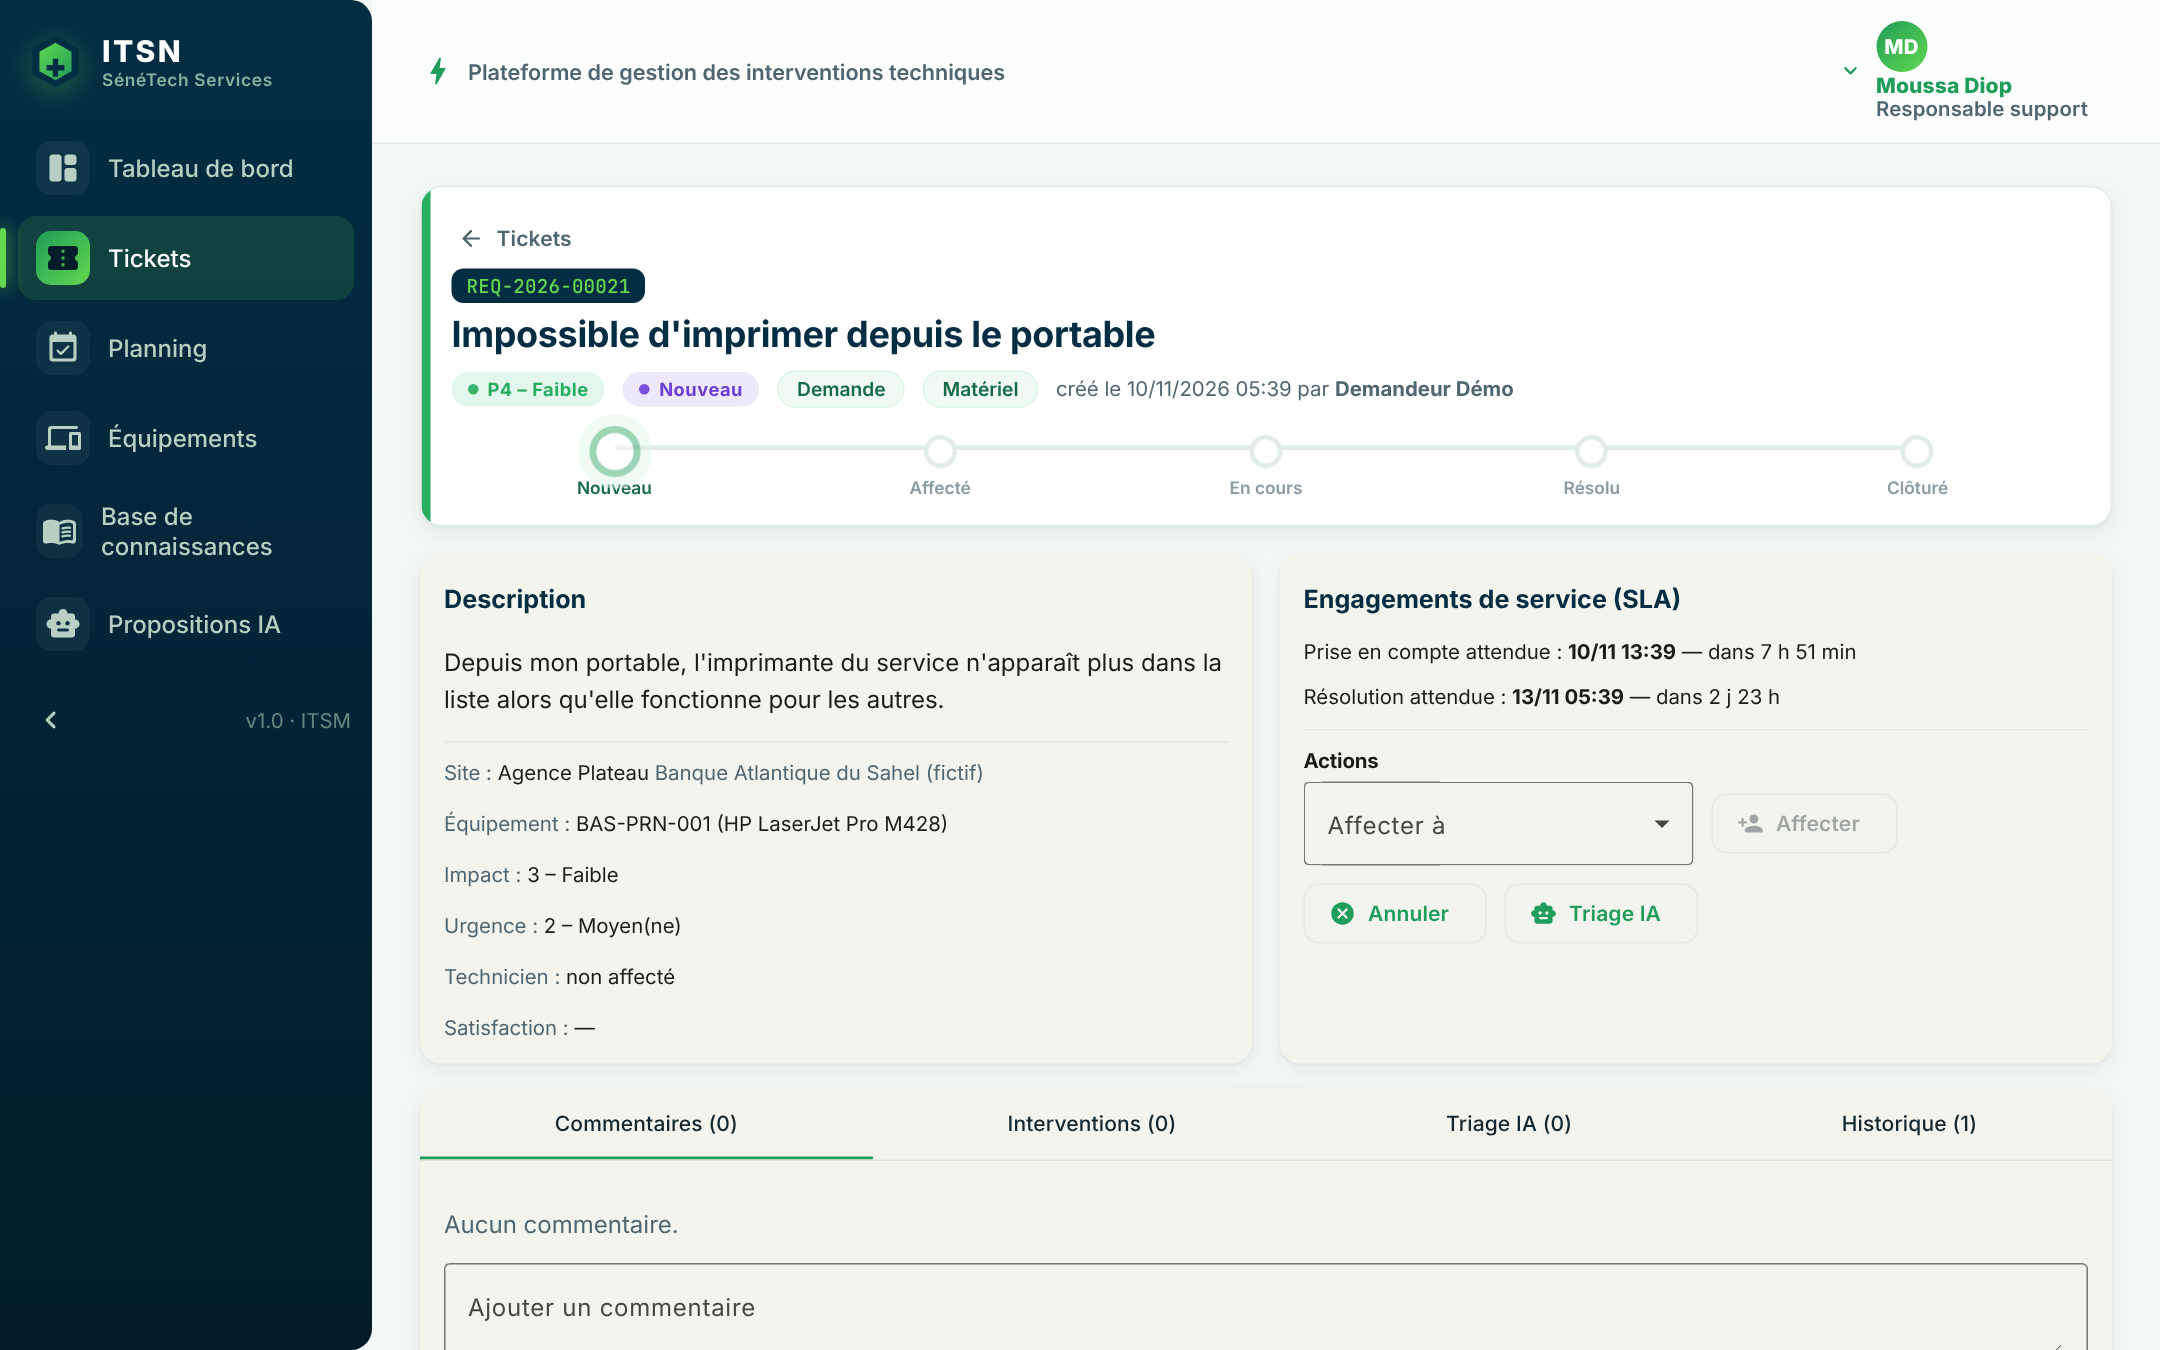 ITSN
SénéTech Services
Tableau de bord
Tickets
Planning
Équipements
Base de
connaissances
Propositions IA
v1.0 · ITSM
Plateforme de gestion des interventions techniques
MD
Moussa Diop
Responsable support
Tickets
REQ-2026-00021
Impossible d'imprimer depuis le portable
P4 – Faible
Nouveau
Demande
Matériel
créé le 10/11/2026 05:39 par Demandeur Démo
Nouveau
Affecté
En cours
Résolu
Clôturé
Description
Depuis mon portable, l'imprimante du service n'apparaît plus dans la
liste alors qu'elle fonctionne pour les autres.
Site : Agence Plateau Banque Atlantique du Sahel (fictif)
Équipement : BAS-PRN-001 (HP LaserJet Pro M428)
Impact : 3 – Faible
Urgence : 2 – Moyen(ne)
Technicien : non affecté
Satisfaction : —
Engagements de service (SLA)
Prise en compte attendue : 10/11 13:39 — dans 7 h 51 min
Résolution attendue : 13/11 05:39 — dans 2 j 23 h
Actions
Affecter à
Affecter
Annuler
Triage IA
Commentaires (0)
Interventions (0)
Triage IA (0)
Historique (1)
Aucun commentaire.
Ajouter un commentaire